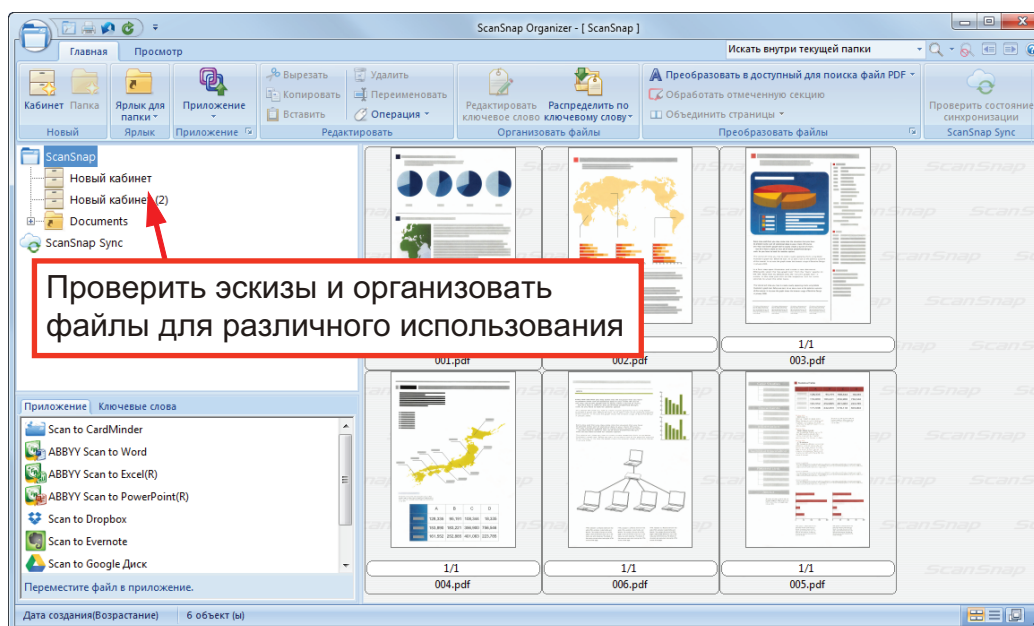 ScanSnap Organizer - [ ScanSnap ]
Главная Просмотр
Искать внутри текущей папки
Кабинет Папка
Ярлык для папки
Приложение
Вырезать
Копировать
Вставить
Удалить
Переименовать
Операция
Редактировать ключевое слово
Распределить по ключевому слову
Преобразовать в доступный для поиска файл PDF
Обработать отмеченную секцию
Объединить страницы
Проверить состояние синхронизации
Новый Ярлык Приложение Редактировать Организовать файлы Преобразовать файлы ScanSnap Sync
ScanSnap
Новый кабинет
Новый кабинет (2)
Documents
ScanSnap Sync
Проверить эскизы и организовать
файлы для различного использования
1/1
001.pdf 002.pdf 003.pdf
Приложение Ключевые слова
Scan to CardMinder
ABBYY Scan to Word
ABBYY Scan to Excel(R)
ABBYY Scan to PowerPoint(R)
Scan to Dropbox
Scan to Evernote
Scan to Google Диск
Переместите файл в приложение.
1/1 1/1 1/1
004.pdf 006.pdf 005.pdf
Дата создания(Возрастание) 6 объект (ы)